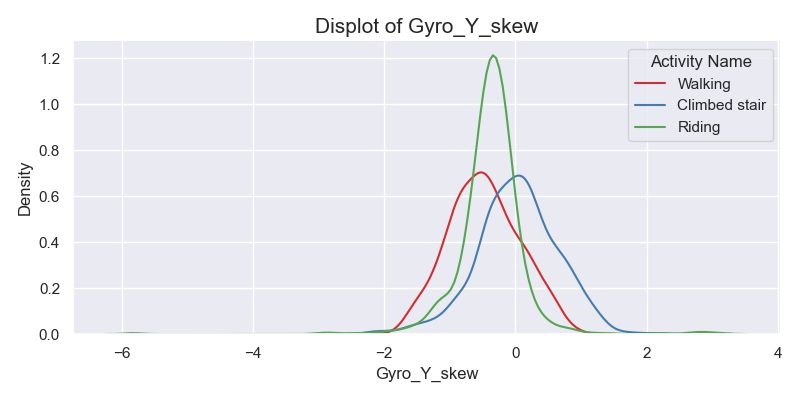 Displot of Gyro_Y_skew
Activity Name
Walking
Climbed stair
Riding
Density
1.2
1.0
0.8
0.6
0.4
0.2
0.0
−6
−4
−2
0
2
4
Gyro_Y_skew